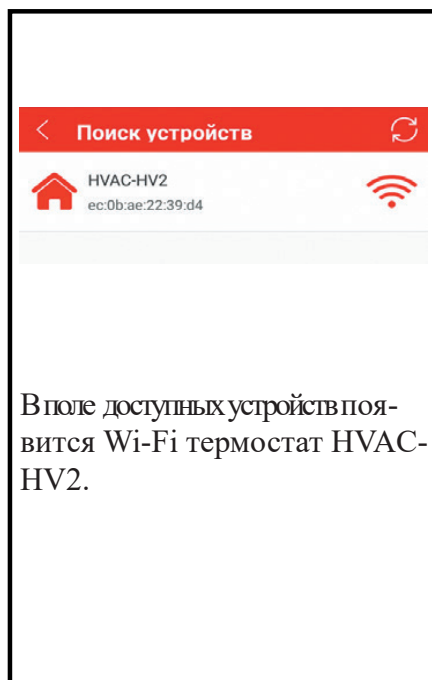 Поиск устройств
HVAC-HV2
ec:0b:ae:22:39:d4
В поле доступных устройств поя-
вится Wi-Fi термостат HVAC-
HV2.